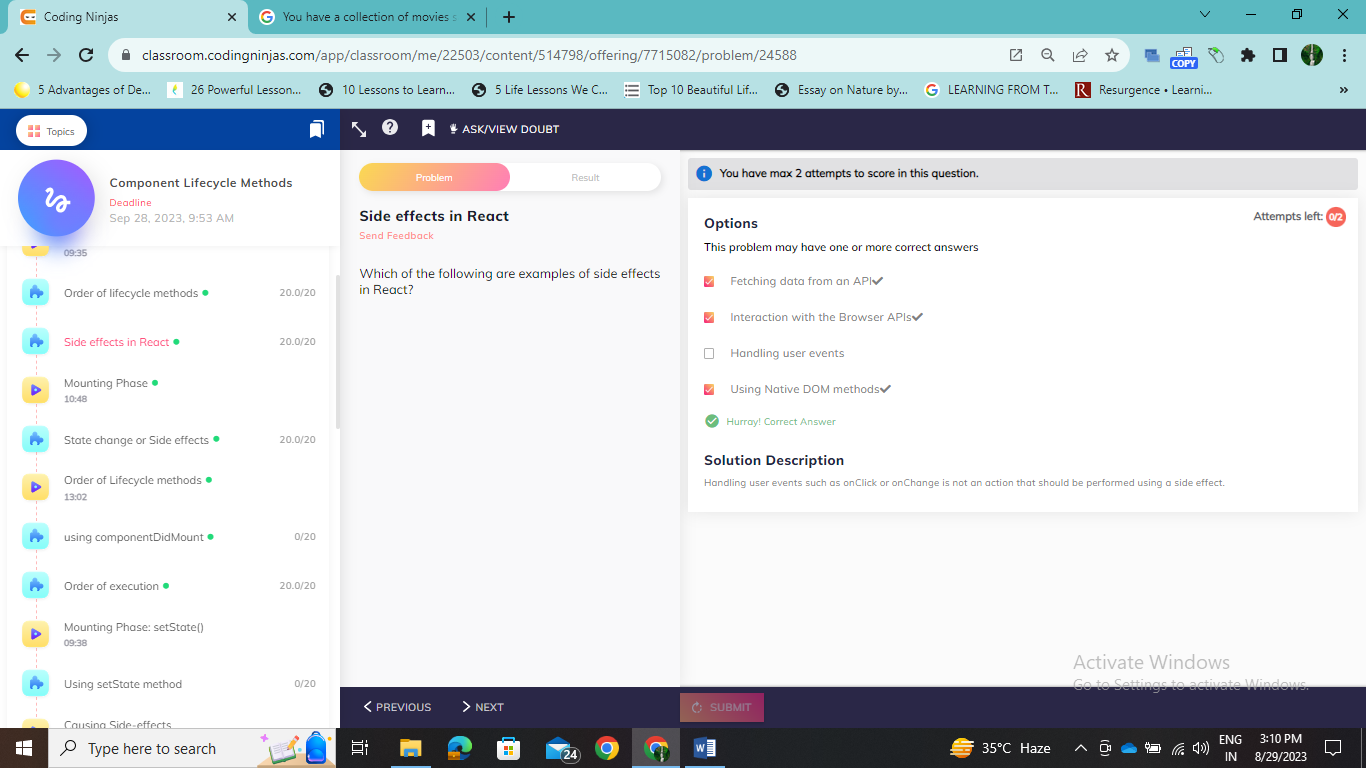 Coding Ninjas
You have a collection of movies s
classroom.codingninjas.com/app/classroom/me/22503/content/514798/offering/7715082/problem/24588
COPY
5 Advantages of De...
26 Powerful Lesson...
10 Lessons to Learn...
5 Life Lessons We C...
Top 10 Beautiful Lif...
Essay on Nature by...
LEARNING FROM T...
Resurgence • Learni...
»
Topics
ASK/VIEW DOUBT
Component Lifecycle Methods
Deadline
Sep 28, 2023, 9:53 AM
09:35
Order of lifecycle methods
20.0/20
Side effects in React
20.0/20
Mounting Phase
10:48
State change or Side effects
20.0/20
Order of Lifecycle methods
13:02
using componentDidMount
0/20
Order of execution
20.0/20
Mounting Phase: setState()
09:38
Using setState method
0/20
Causing Side-effects
Problem
Result
Side effects in React
Send Feedback
Which of the following are examples of side effects
in React?
PREVIOUS
NEXT
You have max 2 attempts to score in this question.
Options
Attempts left: 0/2
This problem may have one or more correct answers
Fetching data from an API
Interaction with the Browser APIs
Handling user events
Using Native DOM methods
Hurray! Correct Answer
Solution Description
Handling user events such as onClick or onChange is not an action that should be performed using a side effect.
Activate Windows
Go to Settings to activate Windows.
SUBMIT
Type here to search
24
35°C Haze
ENG
IN
3:10 PM
8/29/2023